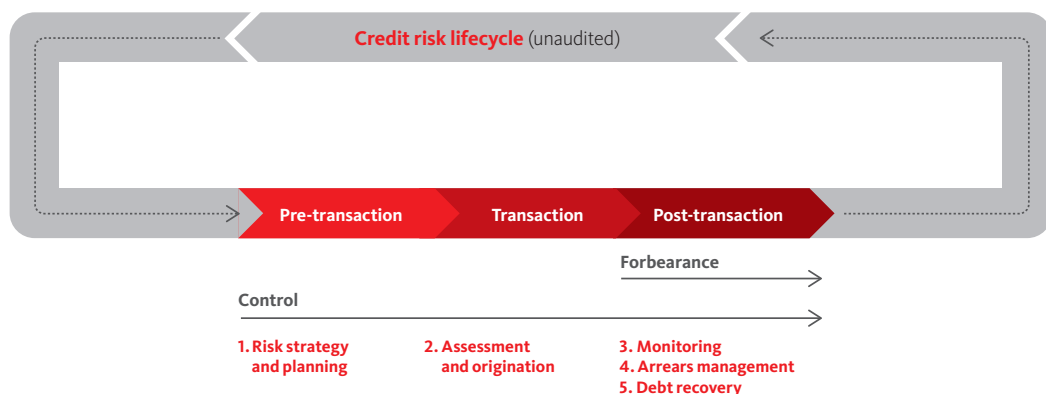 Credit risk lifecycle (unaudited)
Pre-transaction
Transaction
Post-transaction
Forbearance
Control
1. Risk strategy
and planning
2. Assessment
and origination
3. Monitoring
4. Arrears management
5. Debt recovery